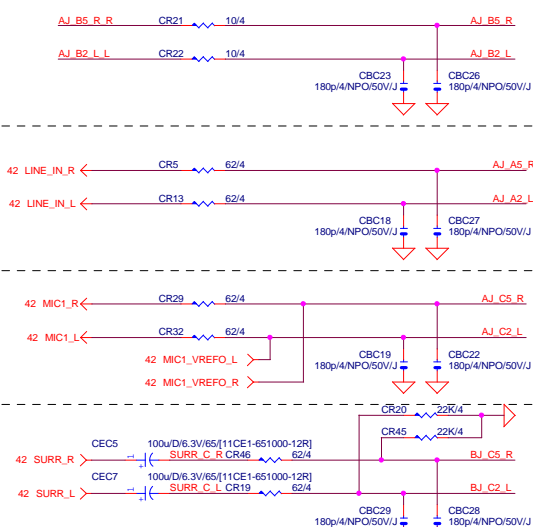 AJ_B5_R_R CR21 10/4 AJ_B5_R
AJ_B2_L_L CR22 10/4 AJ_B2_L
CBC23 CBC26
180p/4/NPO/50V/J 180p/4/NPO/50V/J
42 LINE_IN_R CR5 62/4 AJ_A5_R
42 LINE_IN_L CR13 62/4 AJ_A2_L
CBC18 CBC27
180p/4/NPO/50V/J 180p/4/NPO/50V/J
42 MIC1_R CR29 62/4 AJ_C5_R
42 MIC1_L CR32 62/4 AJ_C2_L
42 MIC1_VREFO_L CBC19 CBC22
180p/4/NPO/50V/J 180p/4/NPO/50V/J
42 MIC1_VREFO_R
CR20 22K/4
CR45 22K/4
CEC5 100u/D/6.3V/65/[11CE1-651000-12R]
42 SURR_R 1 + SURR_C_R CR46 62/4 BJ_C5_R
CEC7 100u/D/6.3V/65/[11CE1-651000-12R]
42 SURR_L 1 + SURR_C_L CR19 62/4 BJ_C2_L
CBC29 CBC28
180p/4/NPO/50V/J 180p/4/NPO/50V/J